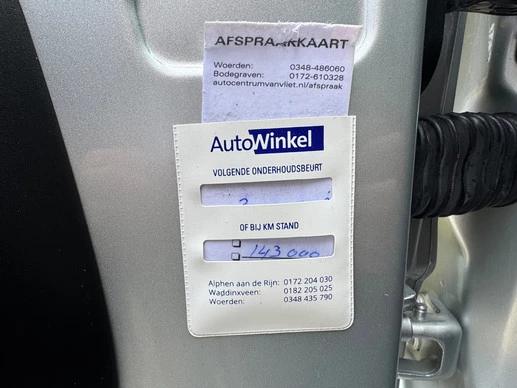 AFSPRAAKKAART
Woerden: 0348-486060
Bodegraven: 0172-610328
autocentrumvanvliet.nl/afspraak
AutoWinkel
VOLGENDE ONDERHOUDSBEURT
OF BIJ KM STAND
143000
Alphen aan de Rijn: 0172 204 030
Waddinxveen: 0182 205 025
Woerden: 0348 435 790